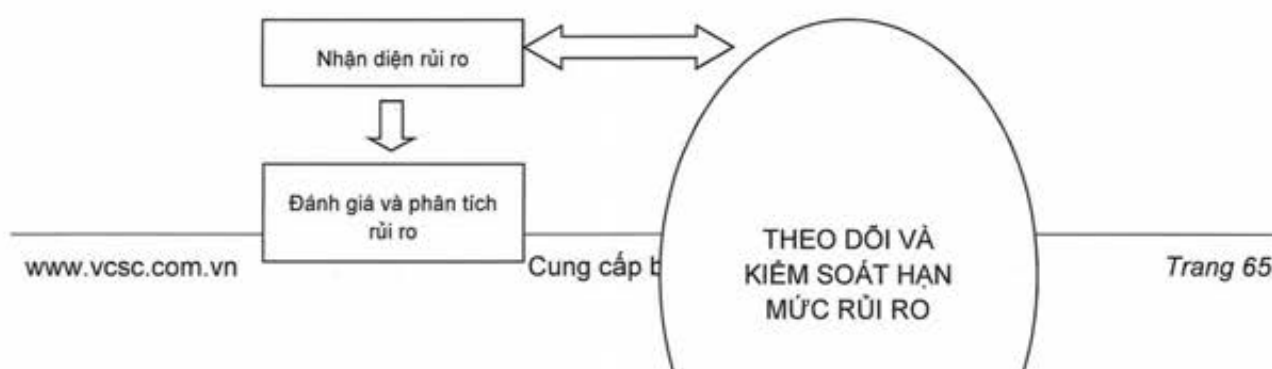 Nhận diện rủi ro
Đánh giá và phân tích
rủi ro
THEO DÕI VÀ
KIỂM SOÁT HẠN
MỨC RỦI RO
www.vcsc.com.vn
Cung cấp b
Trang 65